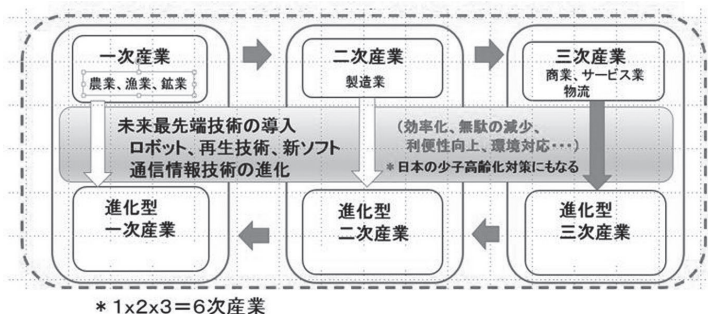 一次産業
農業、漁業、鉱業
二次産業
製造業
三次産業
商業、サービス業
物流
未来最先端技術の導入
ロボット、再生技術、新ソフト
通信情報技術の進化
(効率化、無駄の減少、
利便性向上、環境対応・・・)
*日本の少子高齢化対策にもなる
進化型
一次産業
進化型
二次産業
進化型
三次産業
*1x2x3=6次産業